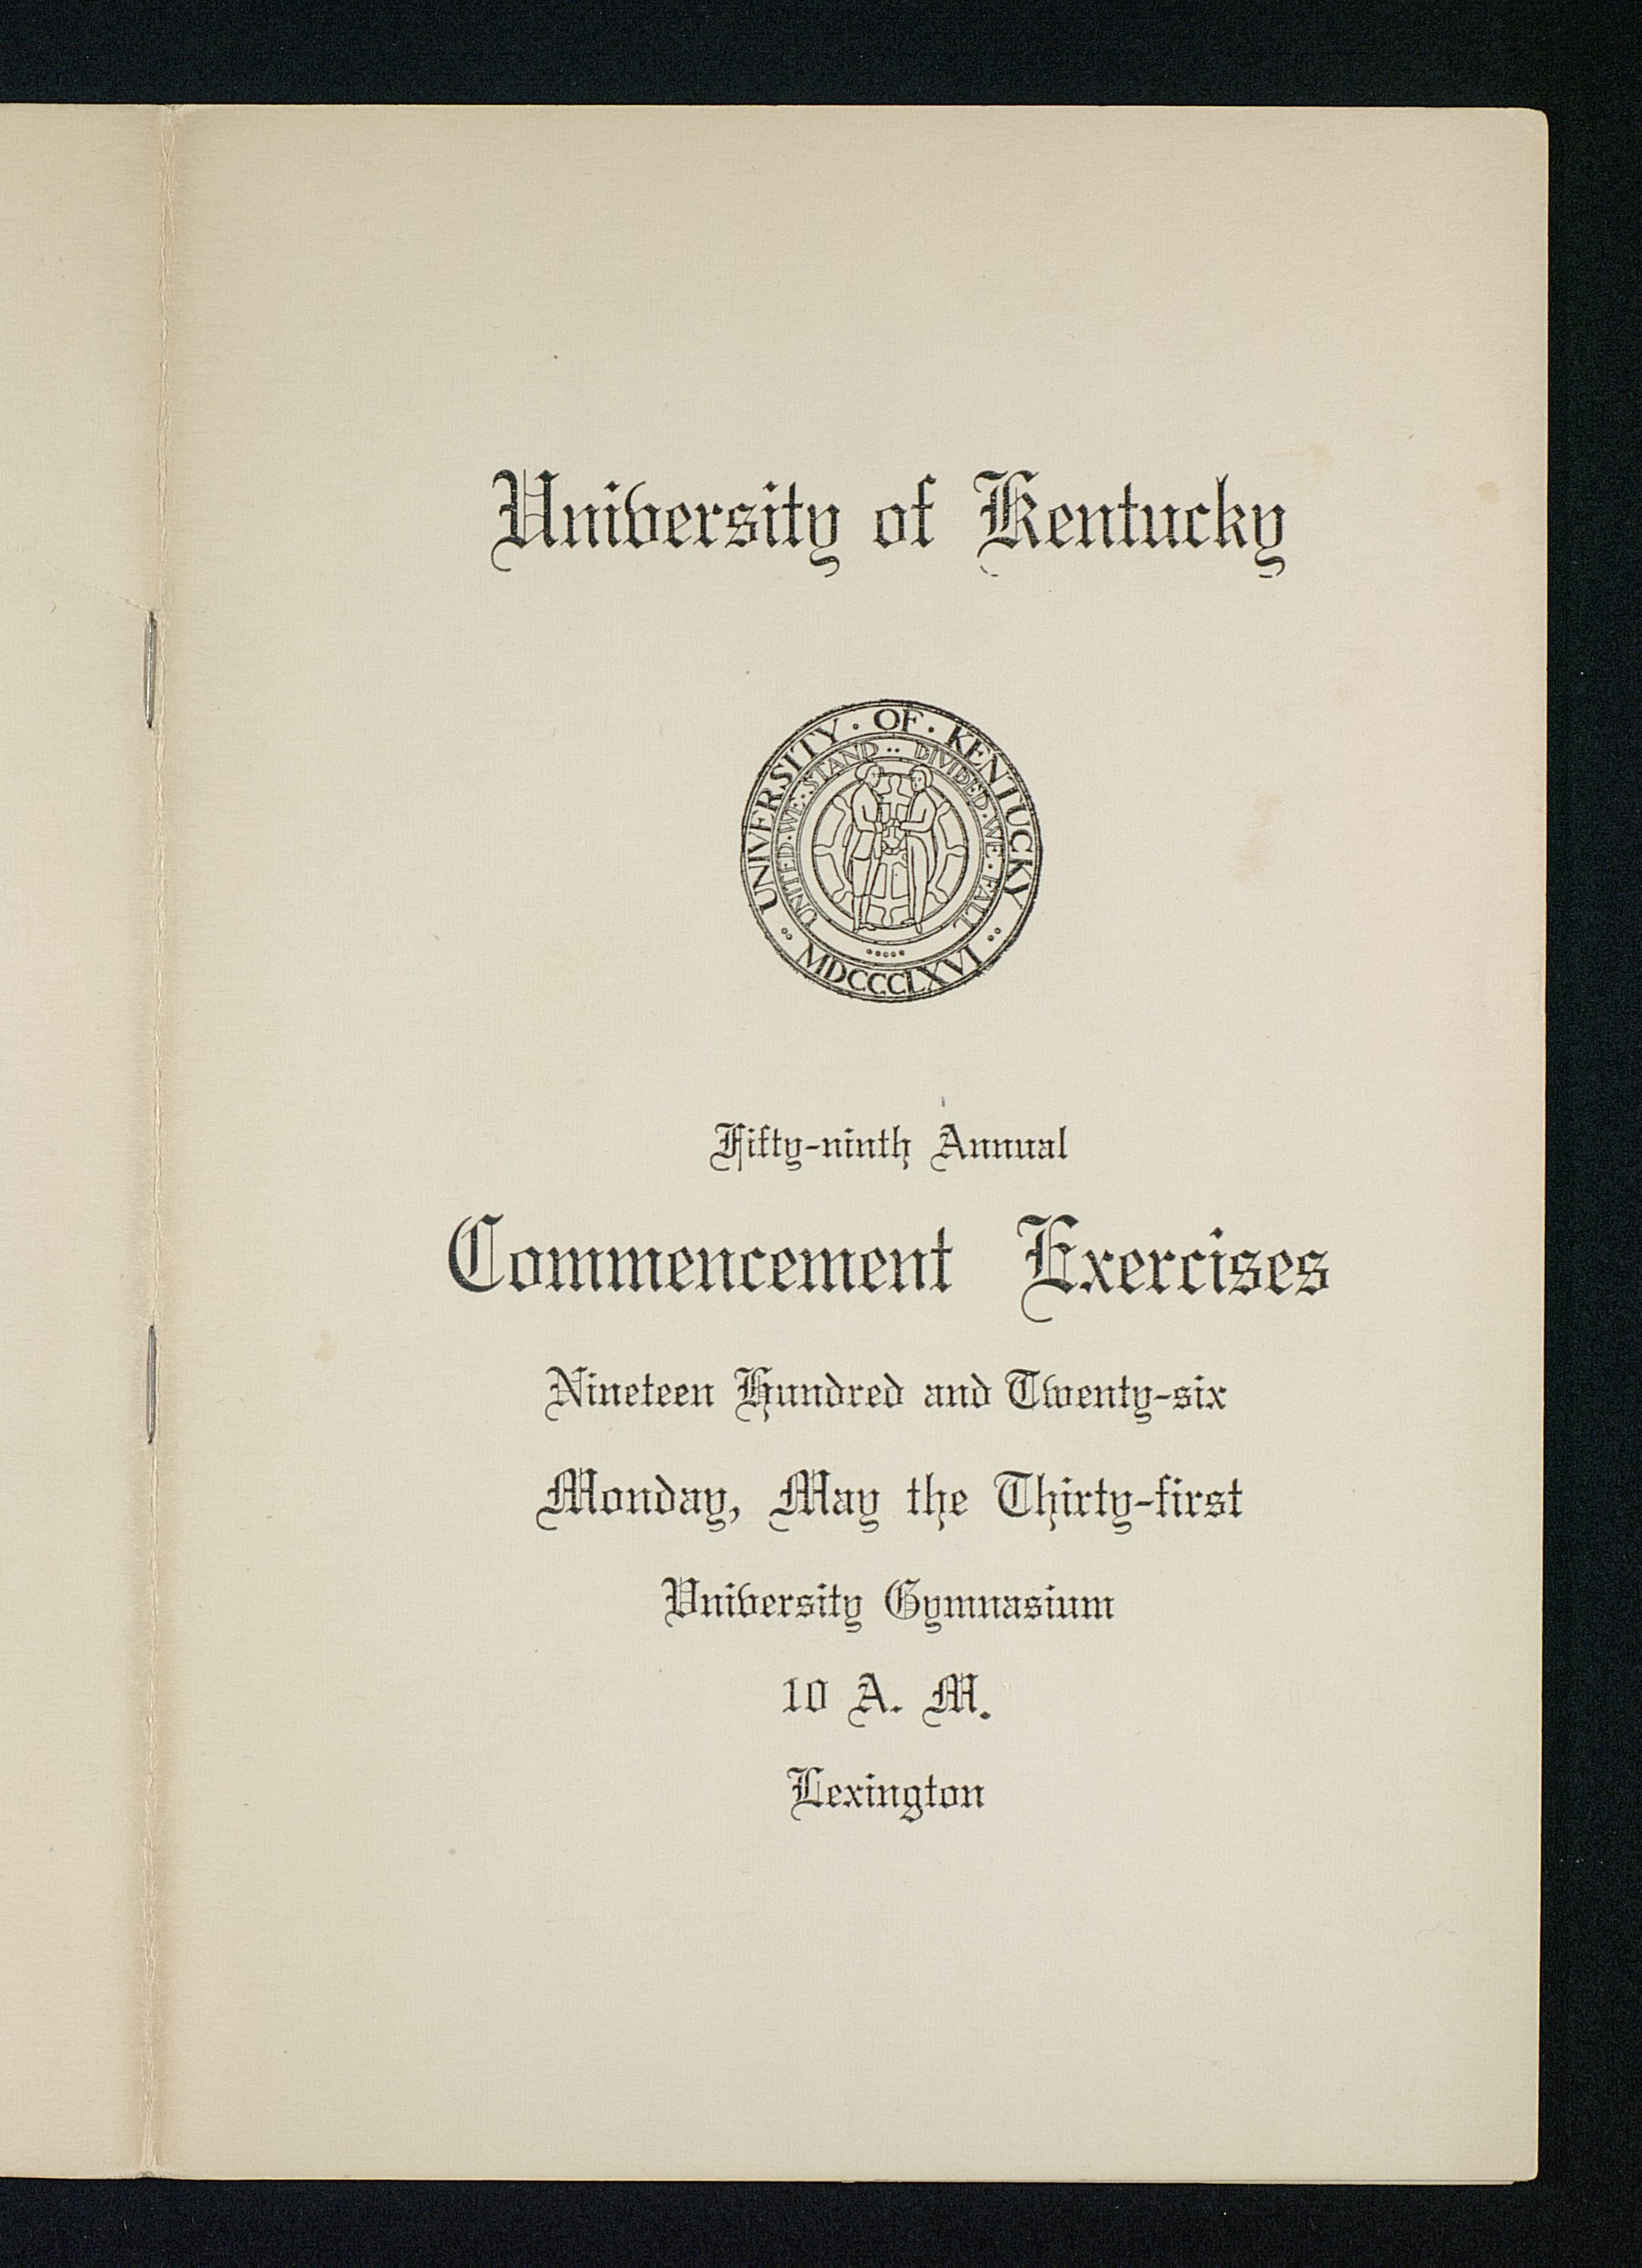 University of Kentucky
UNIVERSITY · OF · KENTUCKY
UNITED · WE · STAND ·· DIVIDED · WE · FALL
MDCCCLXVI
Fifty-ninth Annual
Commencement Exercises
Nineteen Hundred and Twenty-six
Monday, May the Thirty-first
University Gymnasium
10 A. M.
Lexington